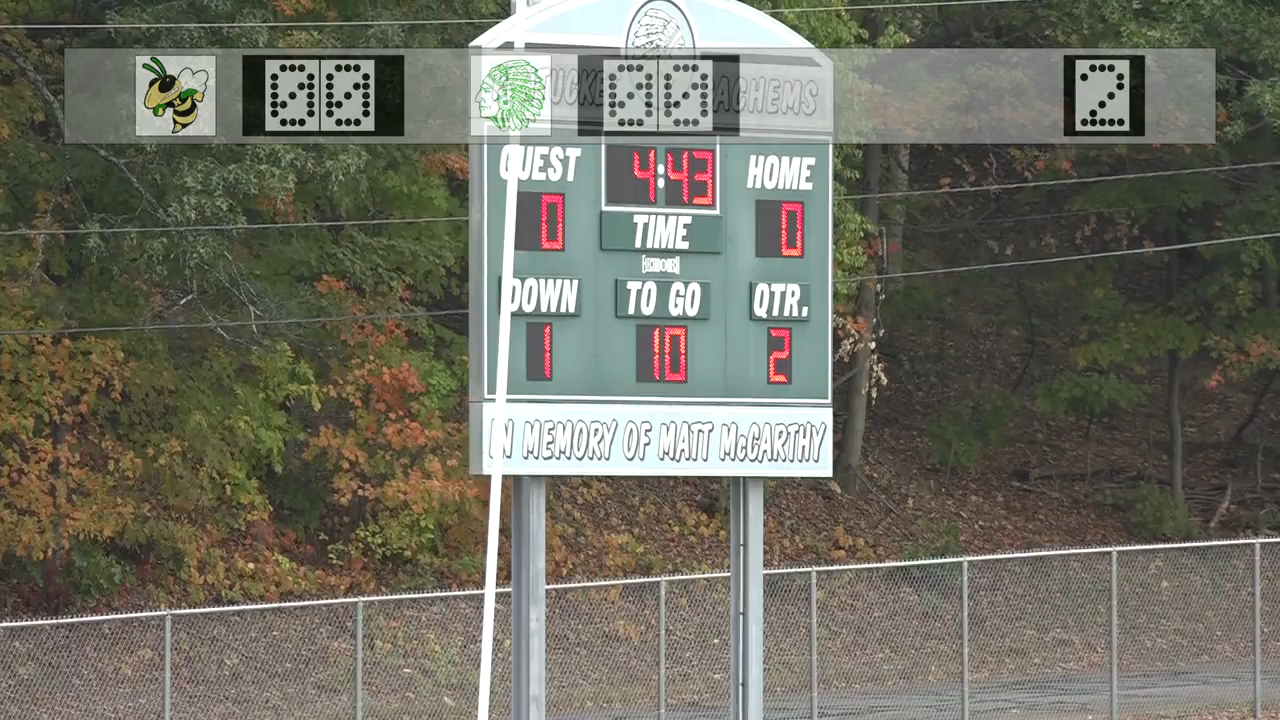 00 00 2
ACHEMS
GUEST 4:43 HOME
0 TIME 0
DOWN TO GO QTR.
1 10 2
IN MEMORY OF MATT McCARTHY